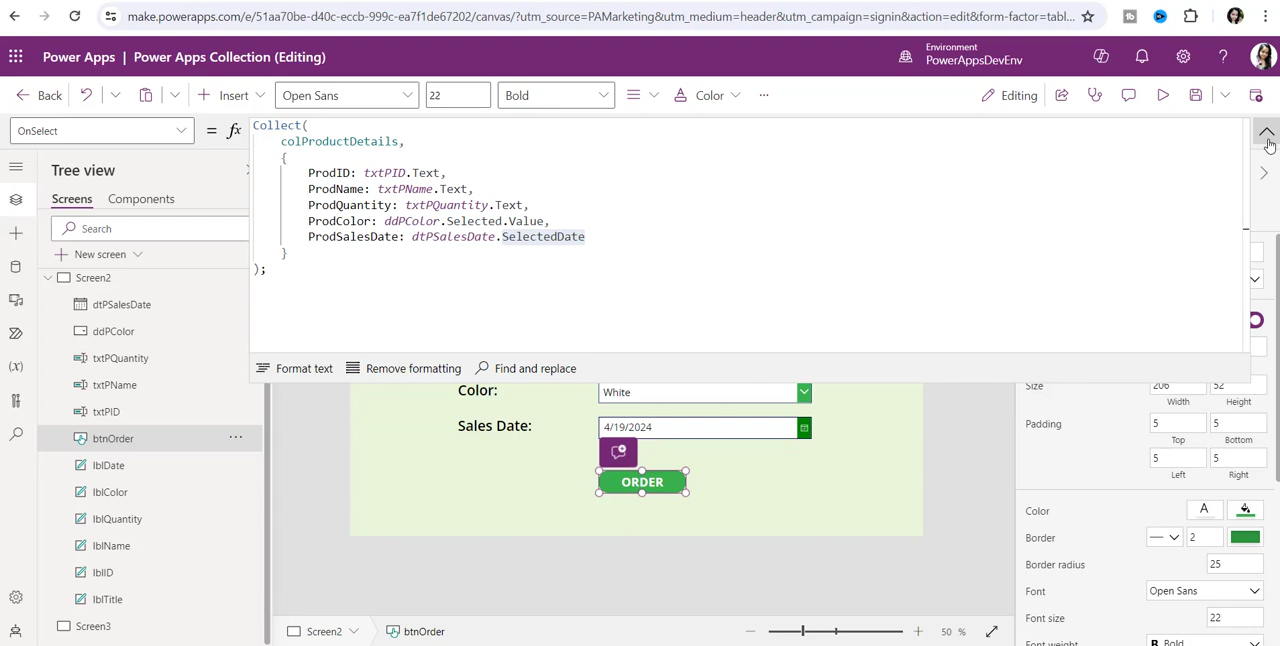 make.powerapps.com/e/51aa70be-d40c-eccb-999c-ea7f1de67202/canvas/?utm_source=PAMarketing&utm_medium=header&utm_campaign=signin&action=edit&form-factor=tabl...
Power Apps | Power Apps Collection (Editing)
Environment
PowerAppsDevEnv
Back
Insert
Open Sans
22
Bold
Color
Editing
OnSelect
= fx
Collect(
colProductDetails,
{
ProdID: txtPID.Text,
ProdName: txtPName.Text,
ProdQuantity: txtPQuantity.Text,
ProdColor: ddPColor.Selected.Value,
ProdSalesDate: dtPSalesDate.SelectedDate
}
);
Format text
Remove formatting
Find and replace
Tree view
Screens
Components
Search
New screen
Screen2
dtPSalesDate
ddPColor
txtPQuantity
txtPName
txtPID
btnOrder
lblDate
lblColor
lblQuantity
lblName
lblID
lblTitle
Screen3
Color:
White
Sales Date:
4/19/2024
ORDER
Screen2
btnOrder
50 %
Size
206
52
Width
Height
Padding
5
5
Top
Bottom
5
5
Left
Right
Color
A
Border
2
Border radius
25
Font
Open Sans
Font size
22
Font weight
B Bold